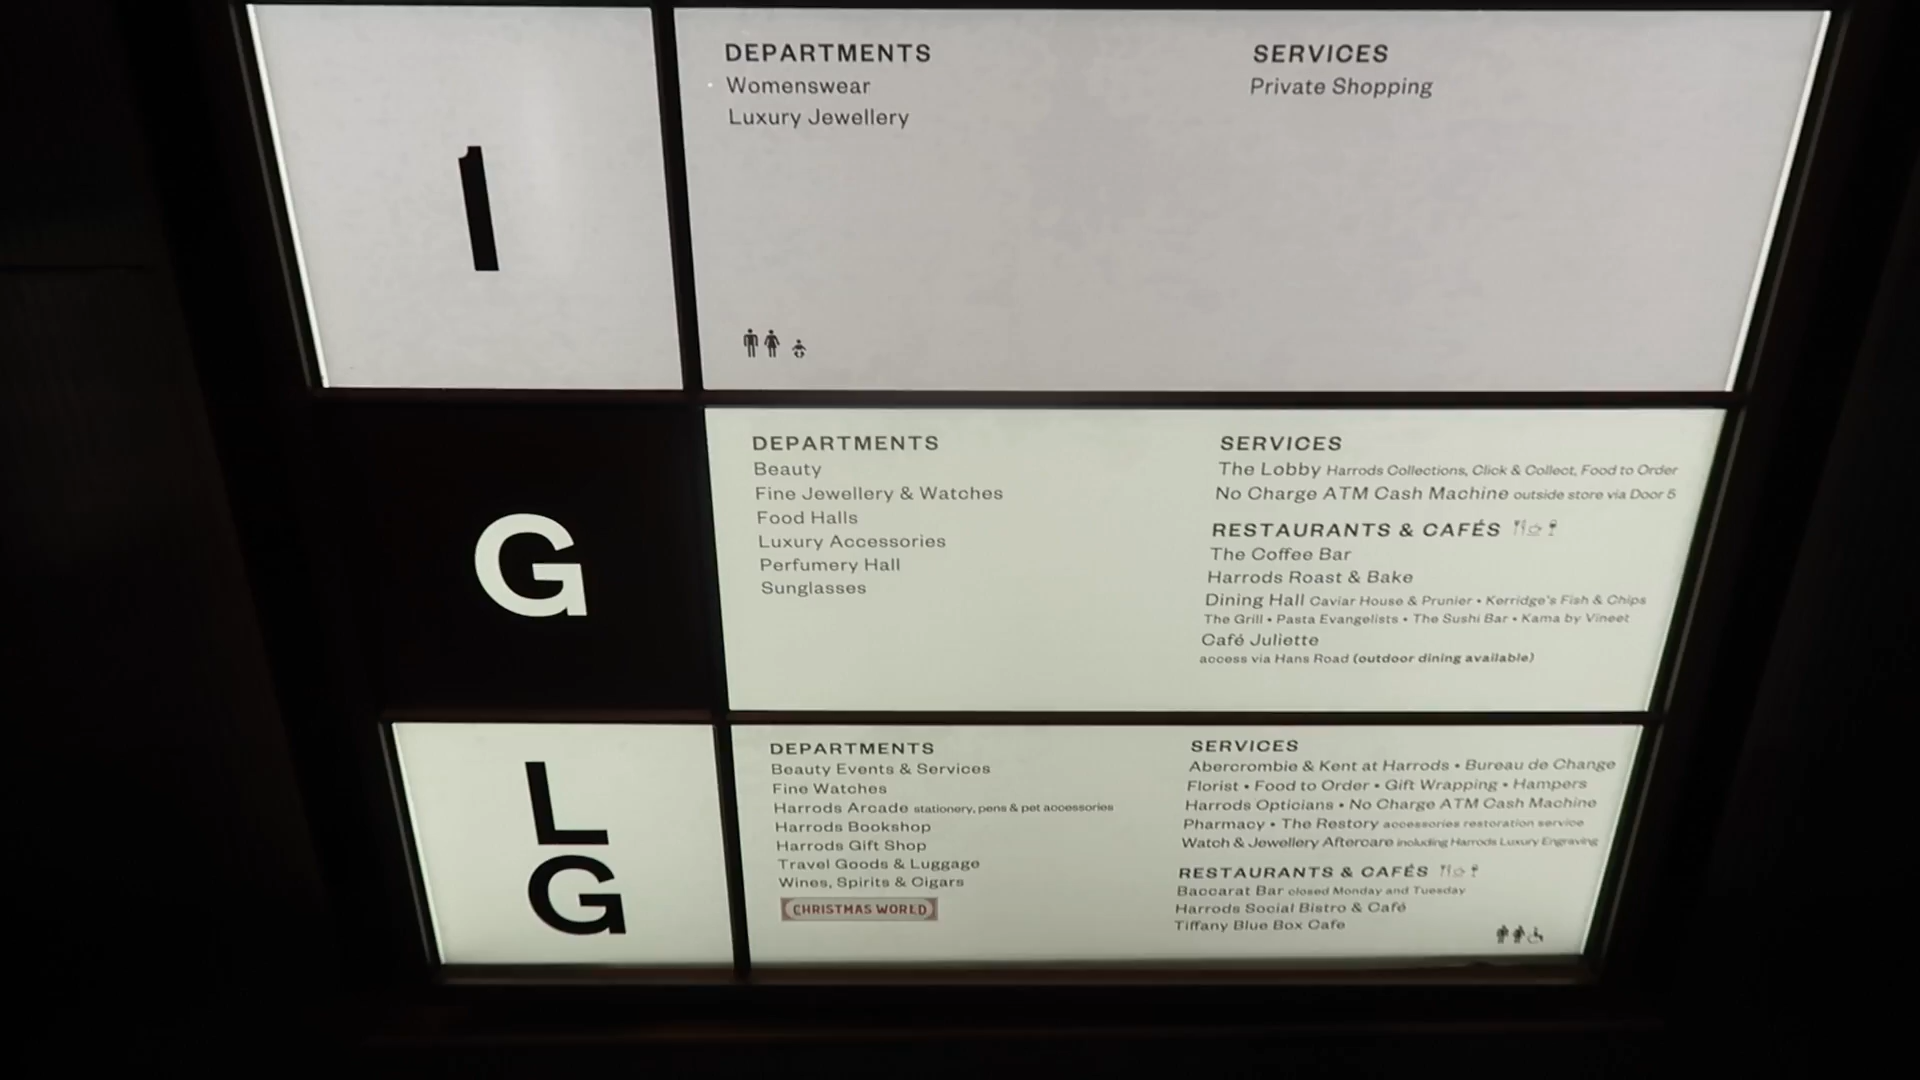 1
DEPARTMENTS
Womenswear
Luxury Jewellery
SERVICES
Private Shopping
G
DEPARTMENTS
Beauty
Fine Jewellery & Watches
Food Halls
Luxury Accessories
Perfumery Hall
Sunglasses
SERVICES
The Lobby Harrods Collections, Click & Collect, Food to Order
No Charge ATM Cash Machine outside store via Door 5
RESTAURANTS & CAFÉS
The Coffee Bar
Harrods Roast & Bake
Dining Hall Caviar House & Prunier • Kerridge's Fish & Chips
The Grill • Pasta Evangelists • The Sushi Bar • Kama by Vineet
Café Juliette
access via Hans Road (outdoor dining available)
L
G
DEPARTMENTS
Beauty Events & Services
Fine Watches
Harrods Arcade stationery, pens & pet accessories
Harrods Bookshop
Harrods Gift Shop
Travel Goods & Luggage
Wines, Spirits & Cigars
CHRISTMAS WORLD
SERVICES
Abercrombie & Kent at Harrods • Bureau de Change
Florist • Food to Order • Gift Wrapping • Hampers
Harrods Opticians • No Charge ATM Cash Machine
Pharmacy • The Restory accessories restoration service
Watch & Jewellery Aftercare including Harrods Luxury Engraving
RESTAURANTS & CAFÉS
Baccarat Bar closed Monday and Tuesday
Harrods Social Bistro & Café
Tiffany Blue Box Cafe